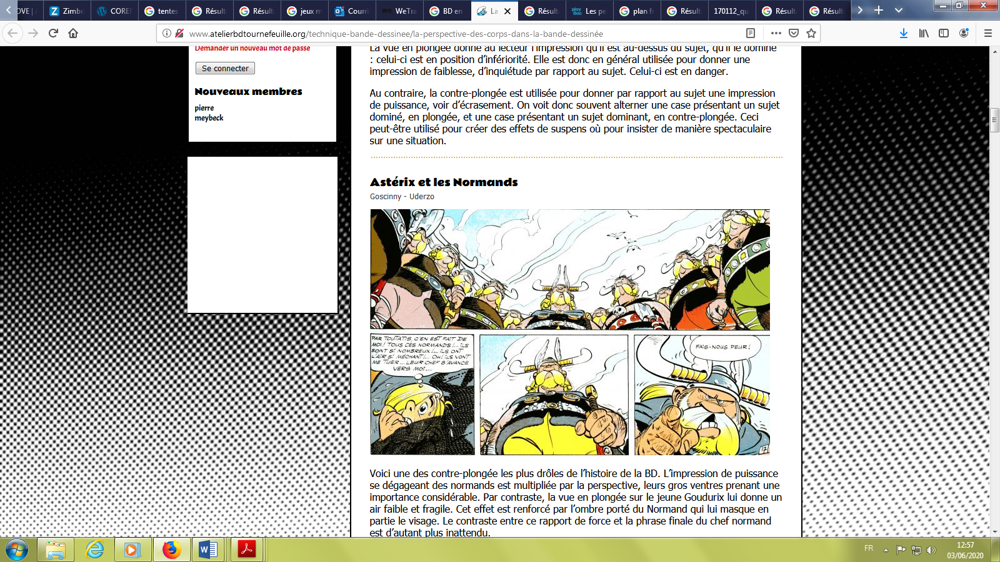 OVE | A
Zimbr
CORE
tentes
Résult
Résult
jeux m
Courri
WeTra
BD en
La
Résult
Les pe
plan fr
Résult
170112_qu
Résult
Résult
www.atelierbdtournefeuille.org/technique-bande-dessinee/la-perspective-des-corps-dans-la-bande-dessinée
Demander un nouveau mot de passe
Se connecter
Nouveaux membres
pierre
meybeck
La vue en plongée donne au lecteur l'impression qu'il est au-dessus du sujet, qu'il le domine
: celui-ci est en position d'infériorité. Elle est donc en général utilisée pour donner une
impression de faiblesse, d'inquiétude par rapport au sujet. Celui-ci est en danger.
Au contraire, la contre-plongée est utilisée pour donner par rapport au sujet une impression
de puissance, voir d'écrasement. On voit donc souvent alterner une case présentant un sujet
dominé, en plongée, et une case présentant un sujet dominant, en contre-plongée. Ceci
peut-être utilisé pour créer des effets de suspens où pour insister de manière spectaculaire
sur une situation.
Astérix et les Normands
Goscinny - Uderzo
PAR TOUTATIS, C'EN EST FAIT DE
MOI! TOUS CES NORMANDS!... ILS
SONT SI NOMBREUX!... ILS ONT
L'AIR SI MÉCHANT!... OH! ILS VONT
ME TUER... LEUR CHEF S'AVANCE
VERS MOI...
FAIS-NOUS PEUR!
17
Voici une des contre-plongée les plus drôles de l'histoire de la BD. L'impression de puissance
se dégageant des normands est multipliée par la perspective, leurs gros ventres prenant une
importance considérable. Par contraste, la vue en plongée sur le jeune Goudurix lui donne un
air faible et fragile. Cet effet est renforcé par l'ombre porté du Normand qui lui masque en
partie le visage. Le contraste entre ce rapport de force et la phrase finale du chef normand
est d'autant plus inattendu.
FR
12:57
03/06/2020